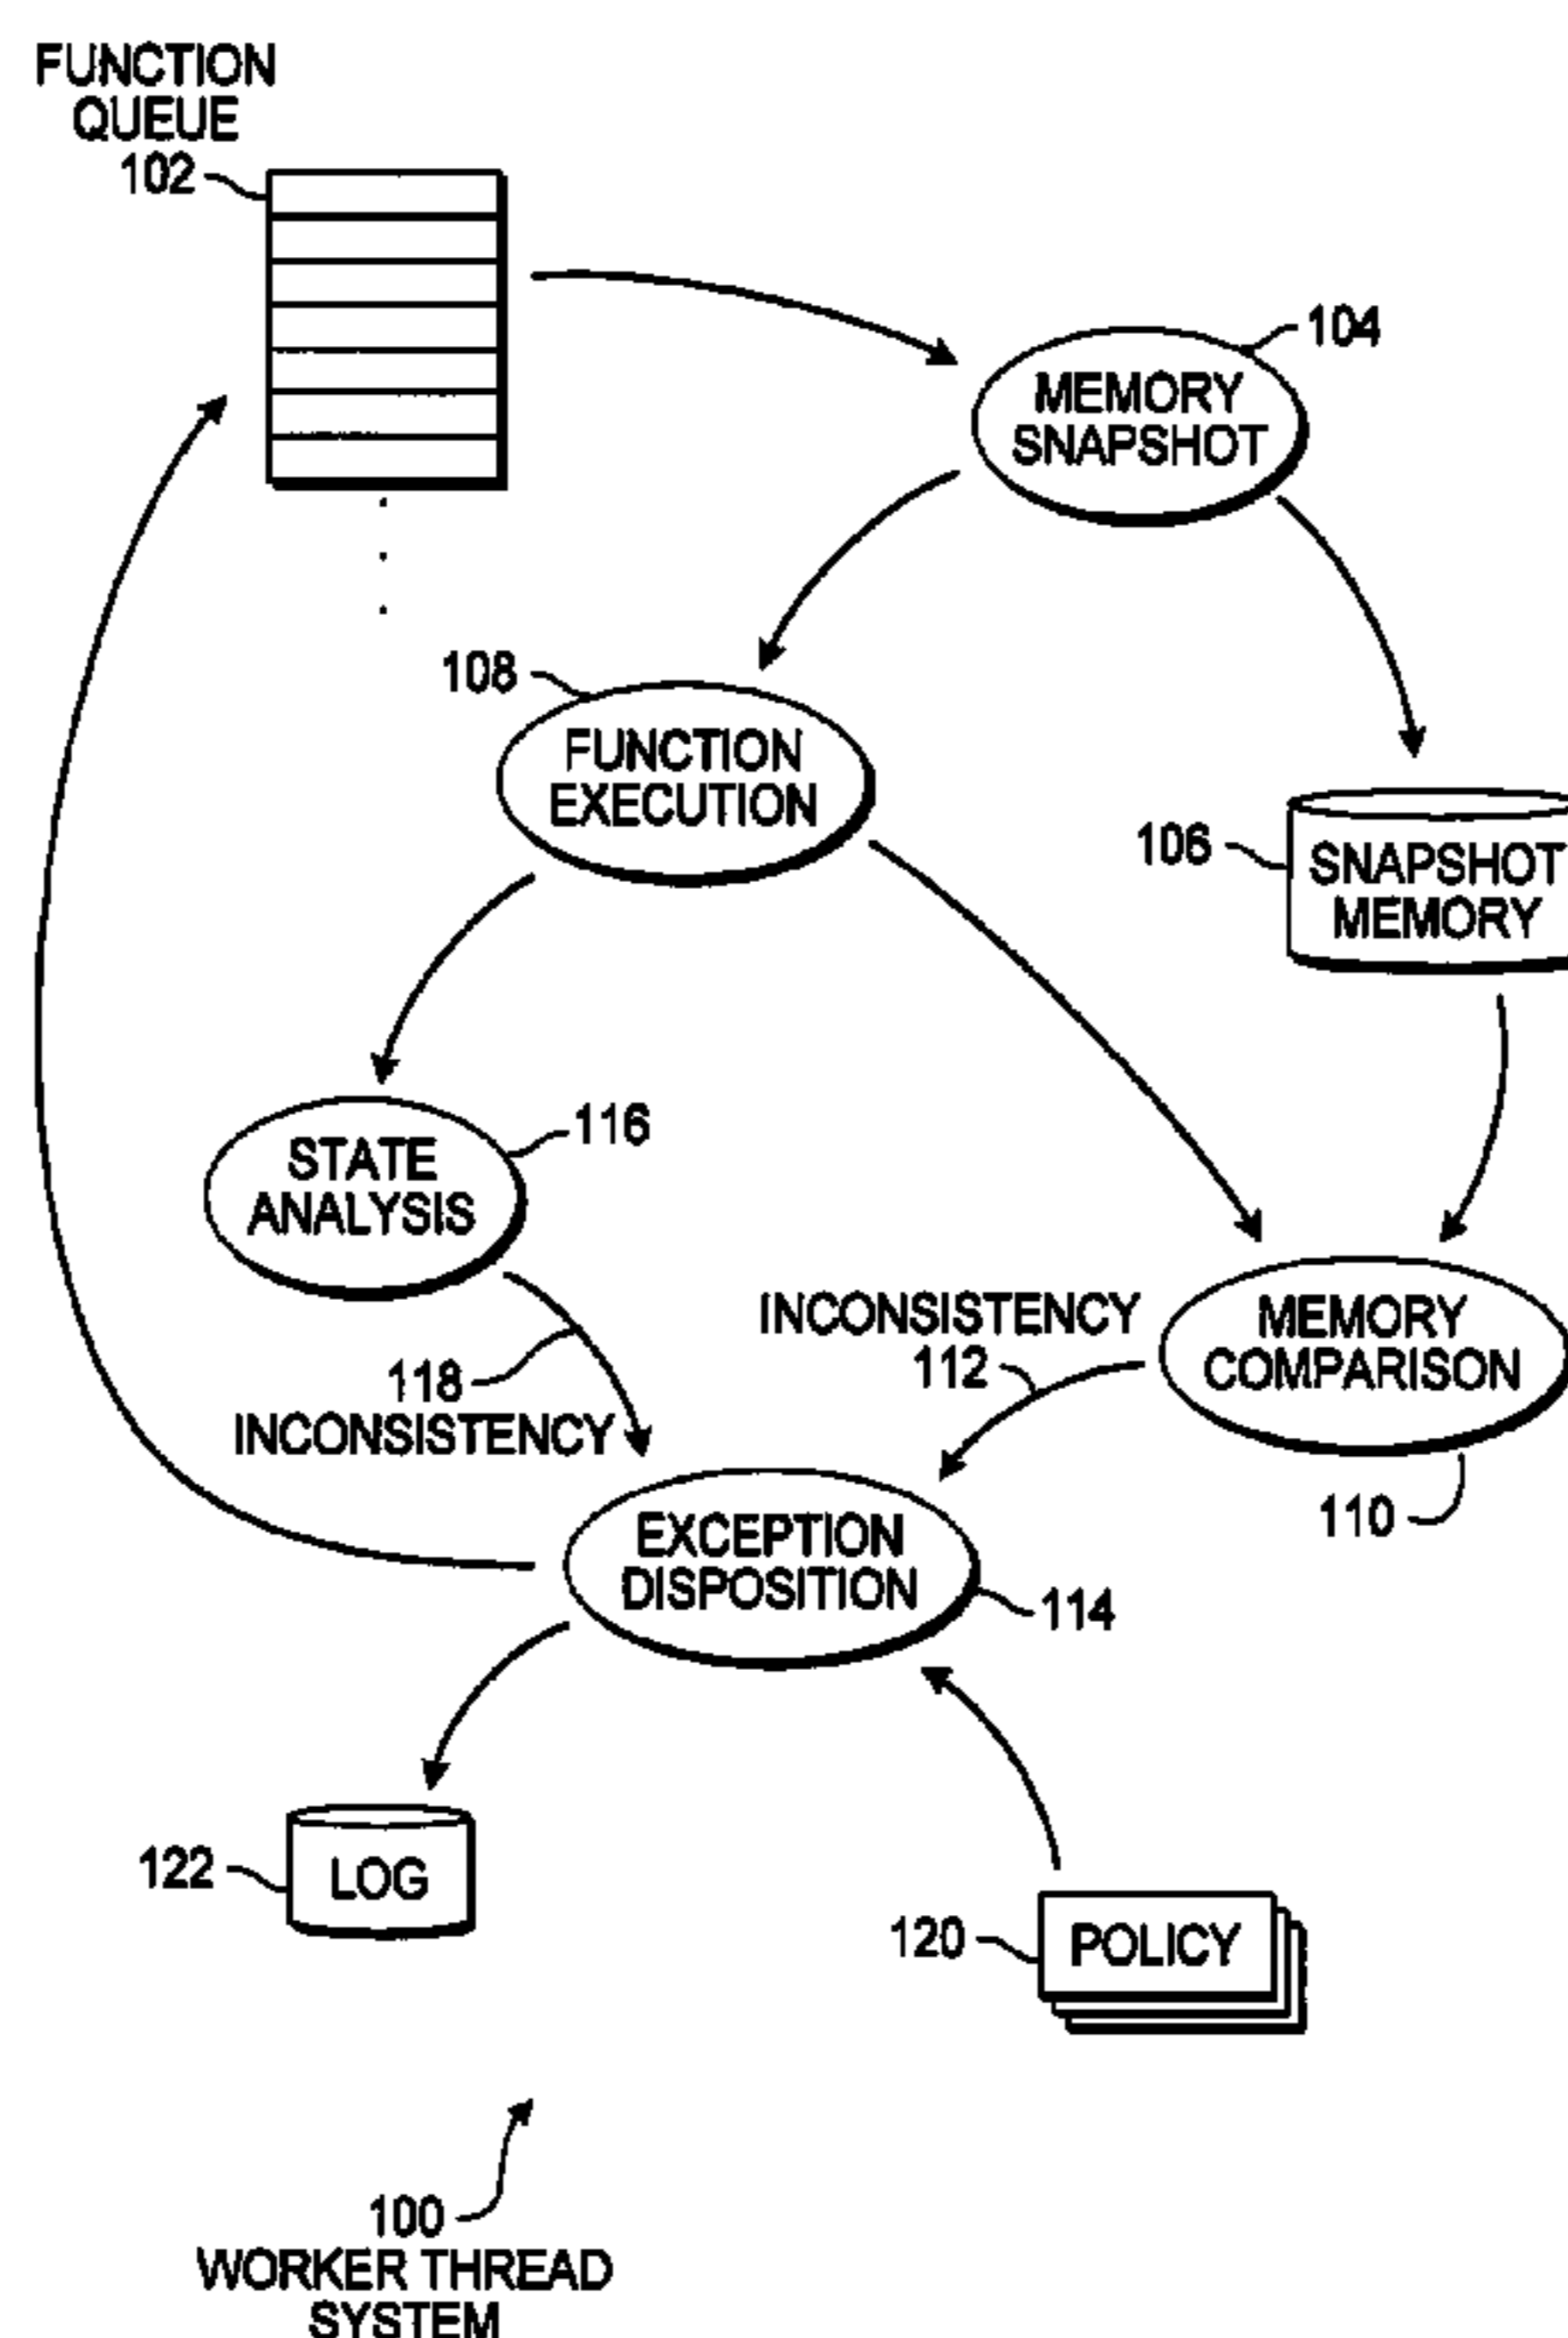 FUNCTION
QUEUE
102
104
MEMORY
SNAPSHOT
108
FUNCTION
EXECUTION
106
SNAPSHOT
MEMORY
116
STATE
ANALYSIS
INCONSISTENCY
112
MEMORY
COMPARISON
118
INCONSISTENCY
110
EXCEPTION
DISPOSITION
114
122
LOG
120
POLICY
100
WORKER THREAD
SYSTEM